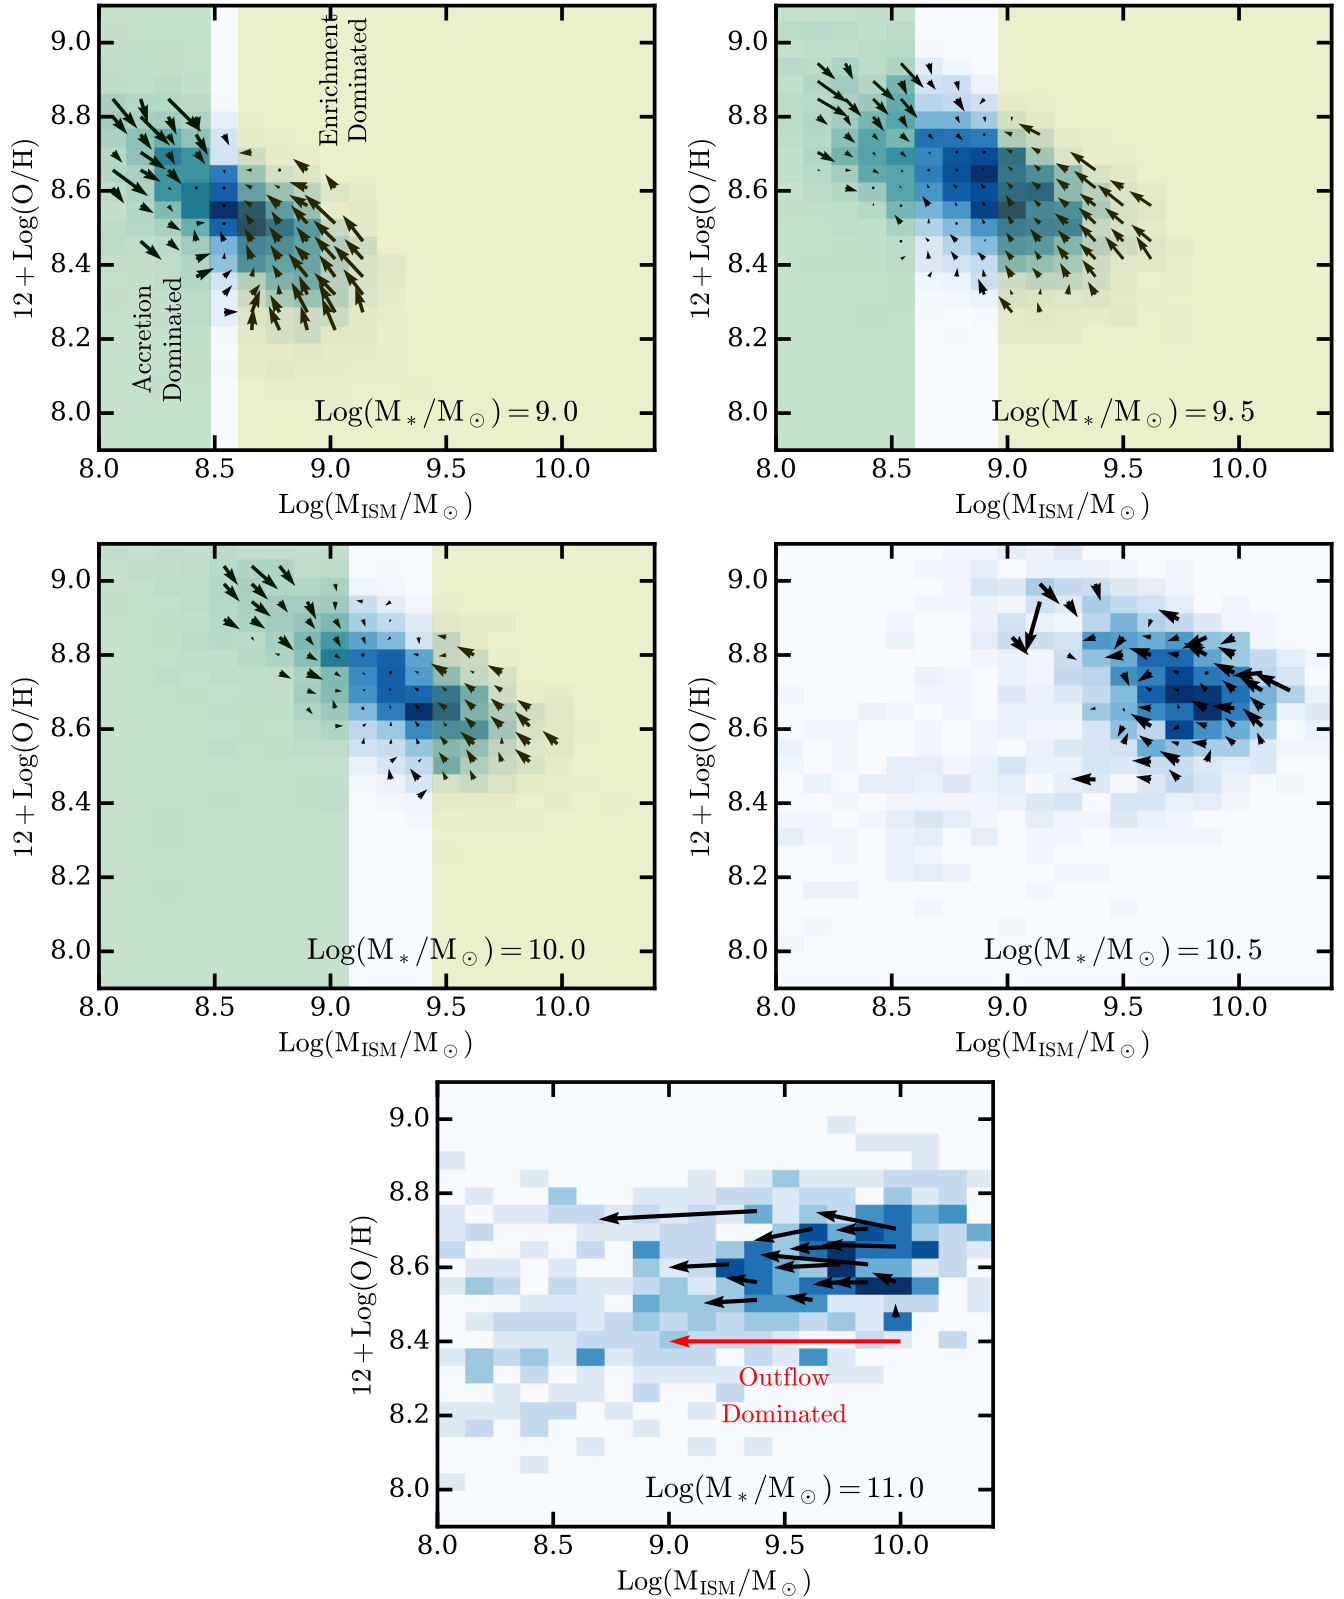 9.0
8.8
8.6
8.4
8.2
8.0
12+Log(O/H)
Enrichment
Dominated
Accretion
Dominated
Log(M∗/M⊙)=9.0
8.0 8.5 9.0 9.5 10.0
Log(M_ISM/M⊙)
9.0
8.8
8.6
8.4
8.2
8.0
12+Log(O/H)
Log(M∗/M⊙)=9.5
8.0 8.5 9.0 9.5 10.0
Log(M_ISM/M⊙)
9.0
8.8
8.6
8.4
8.2
8.0
12+Log(O/H)
Log(M∗/M⊙)=10.0
8.0 8.5 9.0 9.5 10.0
Log(M_ISM/M⊙)
9.0
8.8
8.6
8.4
8.2
8.0
12+Log(O/H)
Log(M∗/M⊙)=10.5
8.0 8.5 9.0 9.5 10.0
Log(M_ISM/M⊙)
9.0
8.8
8.6
8.4
8.2
8.0
12+Log(O/H)
Outflow
Dominated
Log(M∗/M⊙)=11.0
8.0 8.5 9.0 9.5 10.0
Log(M_ISM/M⊙)